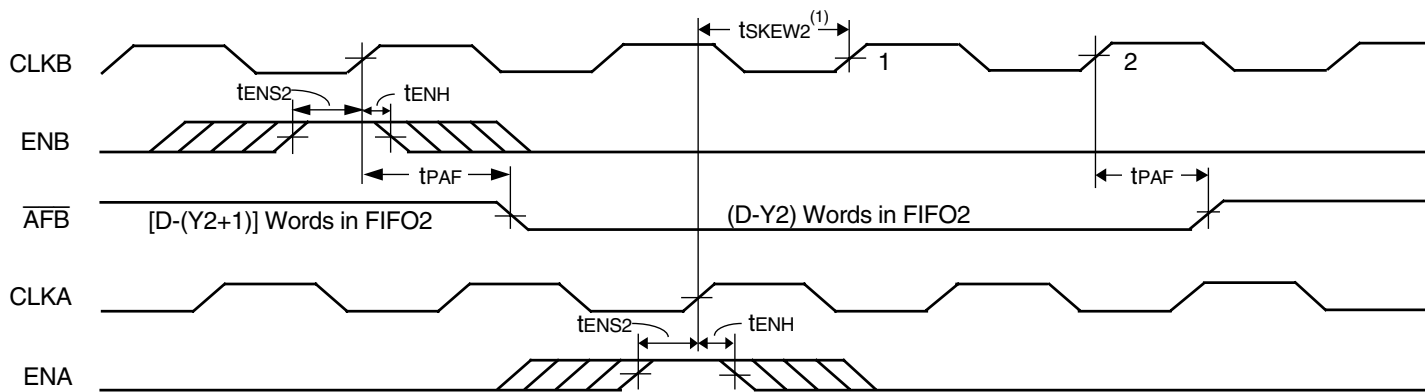 tSKEW2(1)
CLKB
1
2
tENS2
tENH
ENB
tPAF
tPAF
AFB
[D-(Y2+1)] Words in FIFO2
(D-Y2) Words in FIFO2
CLKA
tENS2
tENH
ENA